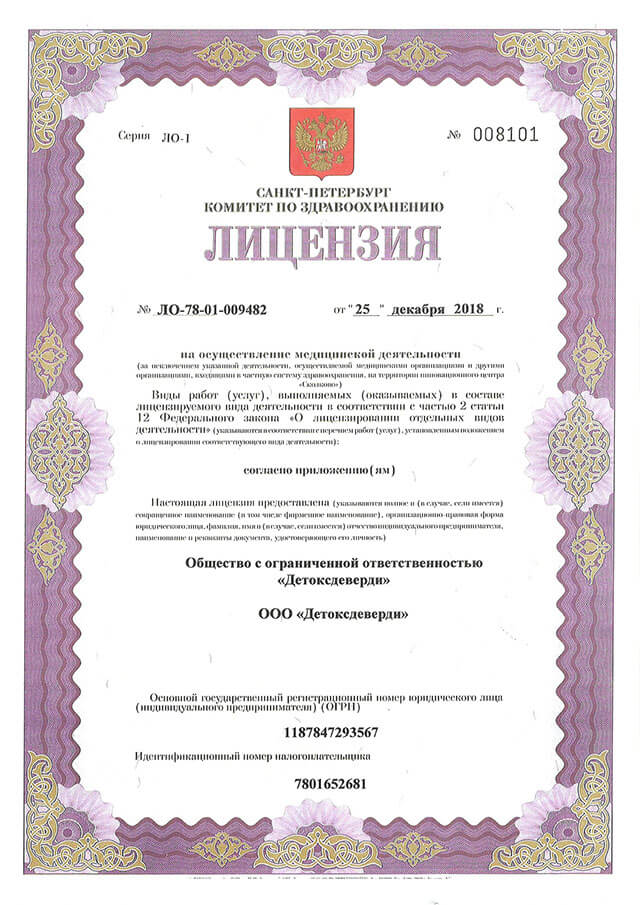 Серия ЛО-1 № 008101
САНКТ-ПЕТЕРБУРГ
КОМИТЕТ ПО ЗДРАВООХРАНЕНИЮ
ЛИЦЕНЗИЯ
№ ЛО-78-01-009482 от "25" декабря 2018 г.
на осуществление медицинской деятельности
(за исключением указанной деятельности, осуществляемой медицинскими организациями и другими
организациями, входящими в частную систему здравоохранения, на территории инновационного центра
«Сколково»)
Виды работ (услуг), выполняемых (оказываемых) в составе
лицензируемого вида деятельности в соответствии с частью 2 статьи
12 Федерального закона «О лицензировании отдельных видов
деятельности» (указываются в соответствии с перечнем работ (услуг), установленным положением
о лицензировании соответствующего вида деятельности):
согласно приложению(ям)
Настоящая лицензия предоставлена (указываются полное и (в случае, если имеется)
сокращенное наименование (в том числе фирменное наименование), организационно-правовая форма
юридического лица, фамилия, имя и (в случае, если имеется) отчество индивидуального предпринимателя,
наименование и реквизиты документа, удостоверяющего его личность)
Общество с ограниченной ответственностью
«Детоксдеверди»
ООО «Детоксдеверди»
Основной государственный регистрационный номер юридического лица
(индивидуального предпринимателя) (ОГРН)
1187847293567
Идентификационный номер налогоплательщика
7801652681